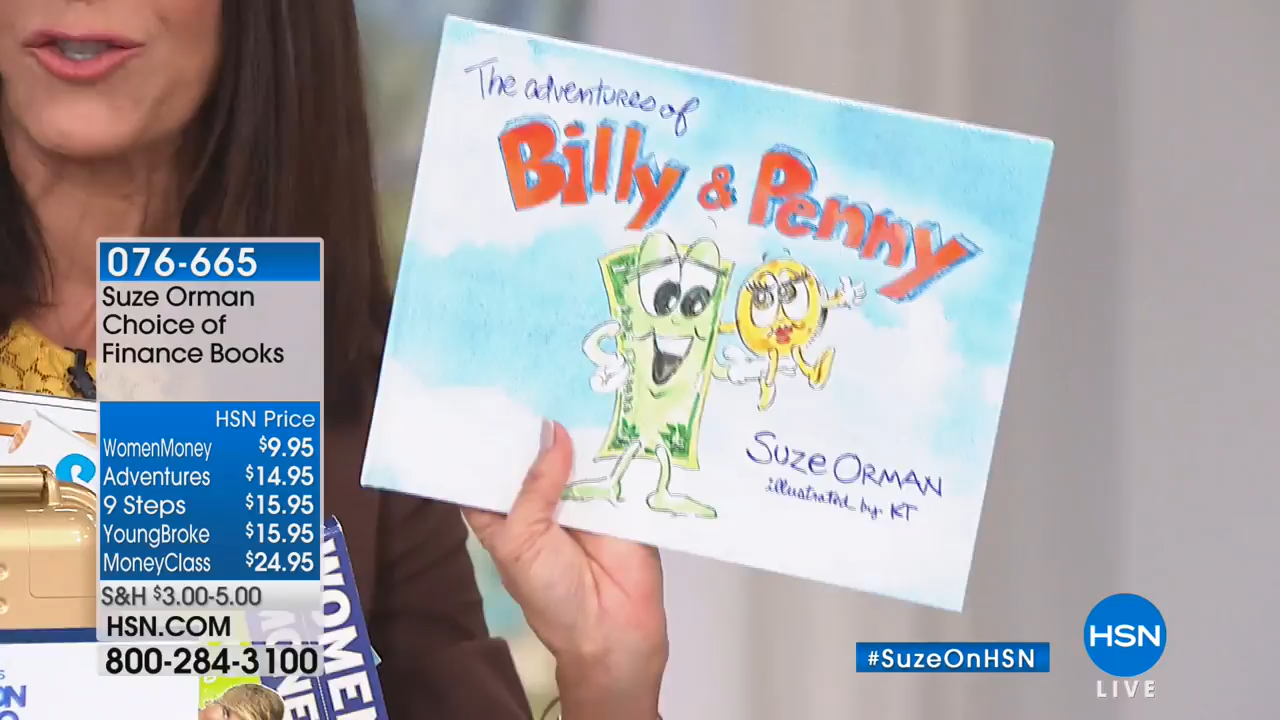 The adventures of
Billy & Penny
Suze Orman
illustrated by: KT
076-665
Suze Orman
Choice of
Finance Books
HSN Price
WomenMoney $9.95
Adventures $14.95
9 Steps $15.95
YoungBroke $15.95
MoneyClass $24.95
S&H $3.00-5.00
HSN.COM
800-284-3100
WOMEN
#SuzeOnHSN
HSN
LIVE